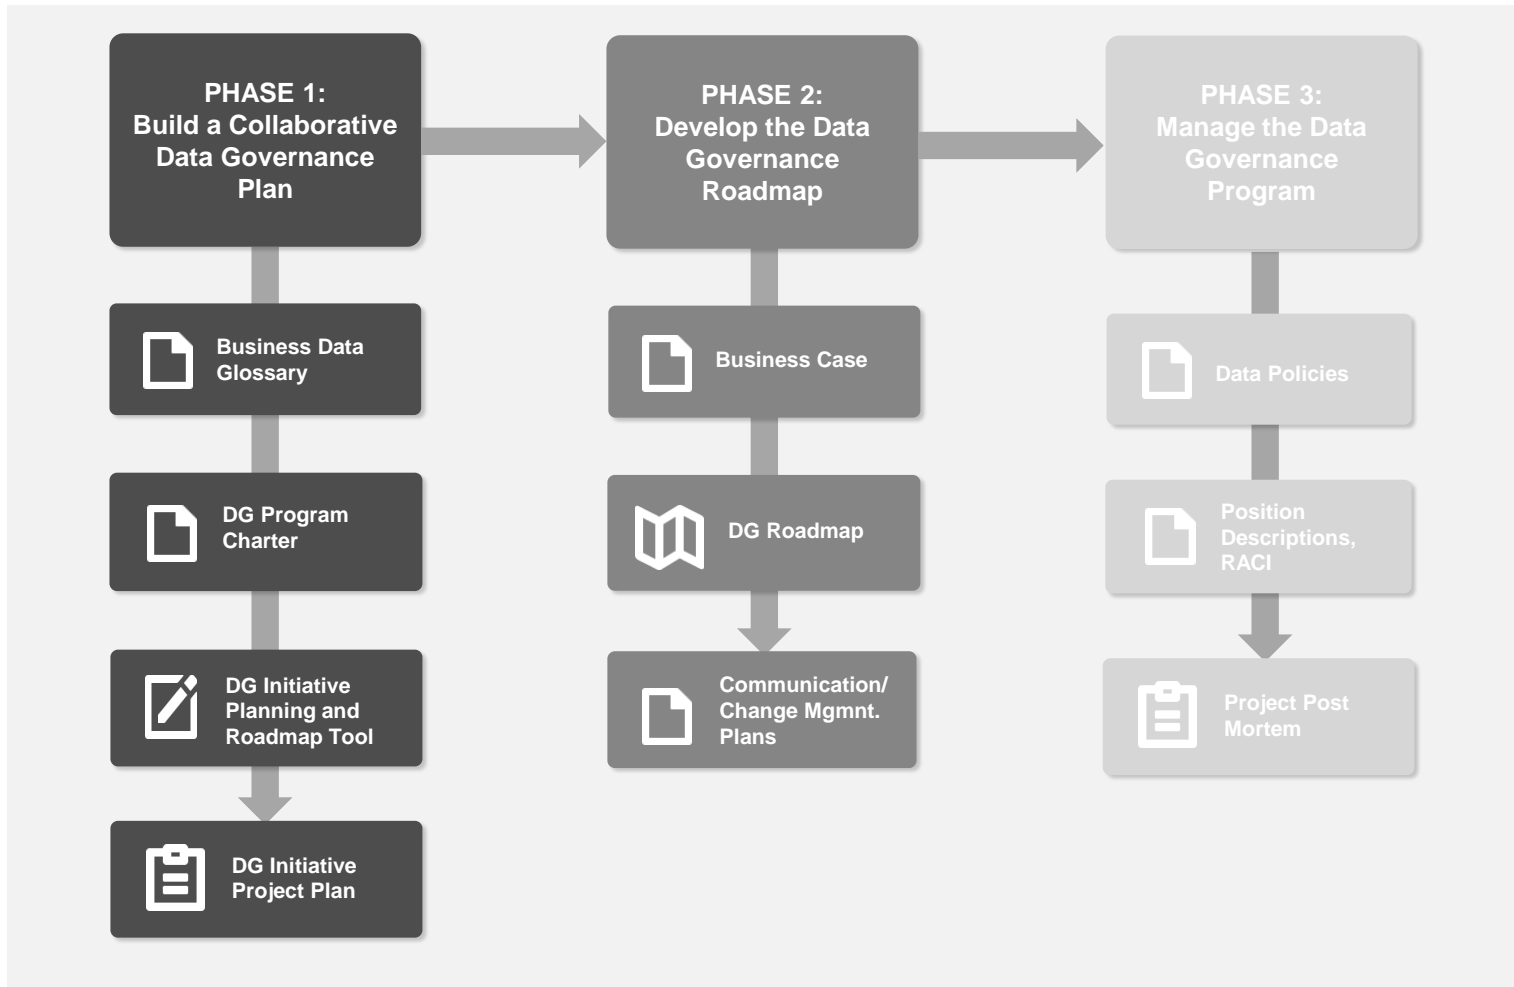 PHASE 1:
Build a Collaborative
Data Governance
Plan
Business Data
Glossary
DG Program
Charter
DG Initiative
Planning and
Roadmap Tool
DG Initiative
Project Plan
PHASE 2:
Develop the Data
Governance
Roadmap
Business Case
DG Roadmap
Communication/
Change Mgmnt.
Plans
PHASE 3:
Manage the Data
Governance
Program
Data Policies
Position
Descriptions,
RACI
Project Post
Mortem